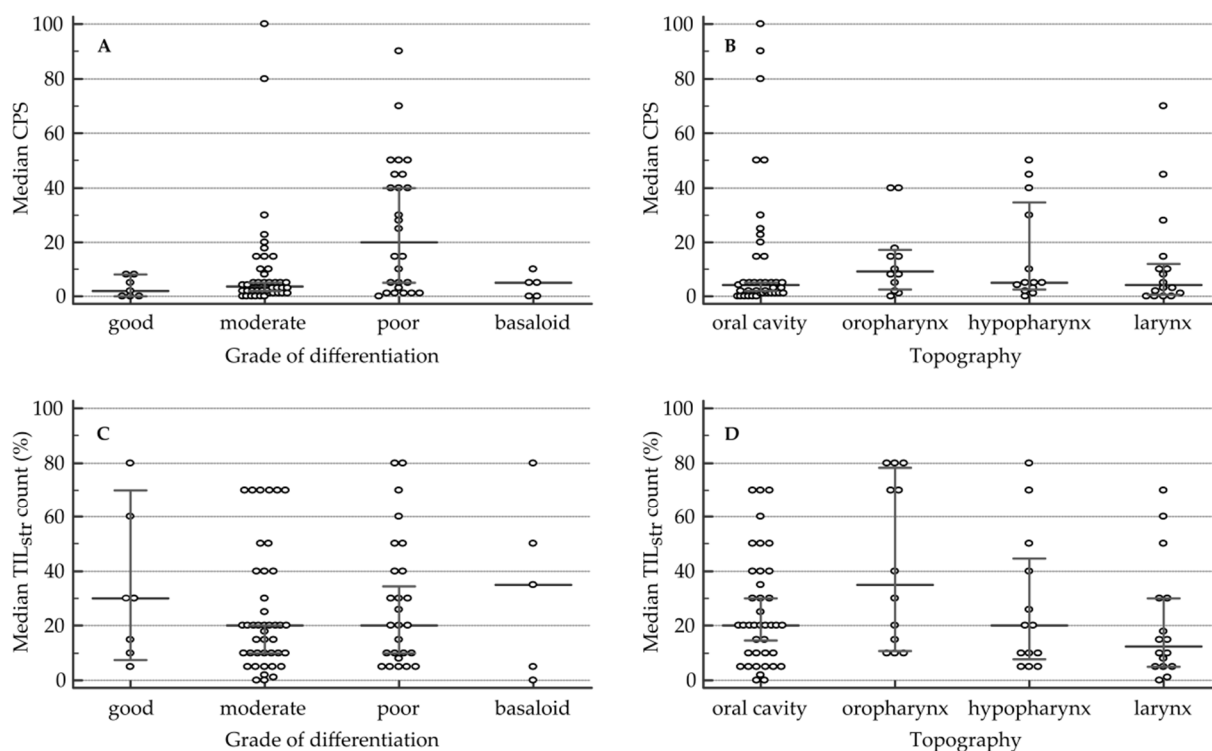 A
Median CPS
100
80
60
40
20
0
good moderate poor basaloid
Grade of differentiation
B
Median CPS
100
80
60
40
20
0
oral cavity oropharynx hypopharynx larynx
Topography
C
Median TILstr count (%)
100
80
60
40
20
0
good moderate poor basaloid
Grade of differentiation
D
Median TILstr count (%)
100
80
60
40
20
0
oral cavity oropharynx hypopharynx larynx
Topography